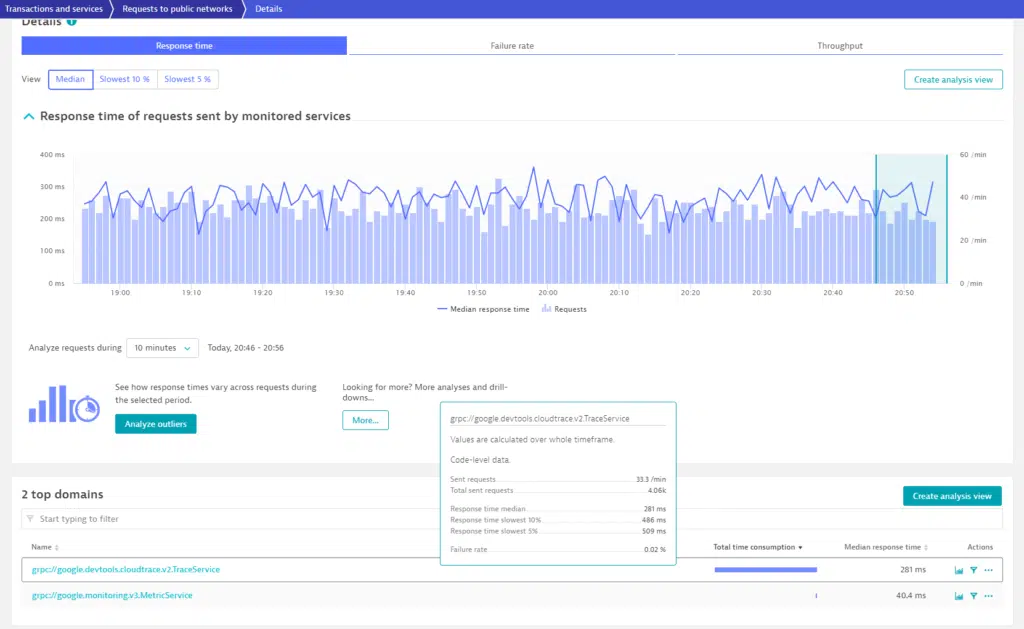 Transactions and services Requests to public networks Details
Details
Response time Failure rate Throughput
View Median Slowest 10 % Slowest 5 % Create analysis view
Response time of requests sent by monitored services
400 ms 60 /min
300 ms
40 /min
200 ms
20 /min
100 ms
0 ms 0 /min
19:00 19:10 19:20 19:30 19:40 19:50 20:00 20:10 20:20 20:30 20:40 20:50
Median response time Requests
Analyze requests during 10 minutes Today, 20:46 - 20:56
See how response times vary across requests during
the selected period.
Analyze outliers
Looking for more? More analyses and drill-
downs...
More...
grpc://google.devtools.cloudtrace.v2.TraceService
Values are calculated over whole timeframe.
Code-level data.
Sent requests 33.3 /min
Total sent requests 4.06k
Response time median 281 ms
Response time slowest 10% 486 ms
Response time slowest 5% 509 ms
Failure rate 0.02 %
2 top domains Create analysis view
Start typing to filter
Name Total time consumption Median response time Actions
grpc://google.devtools.cloudtrace.v2.TraceService 281 ms
grpc://google.monitoring.v3.MetricService 40.4 ms